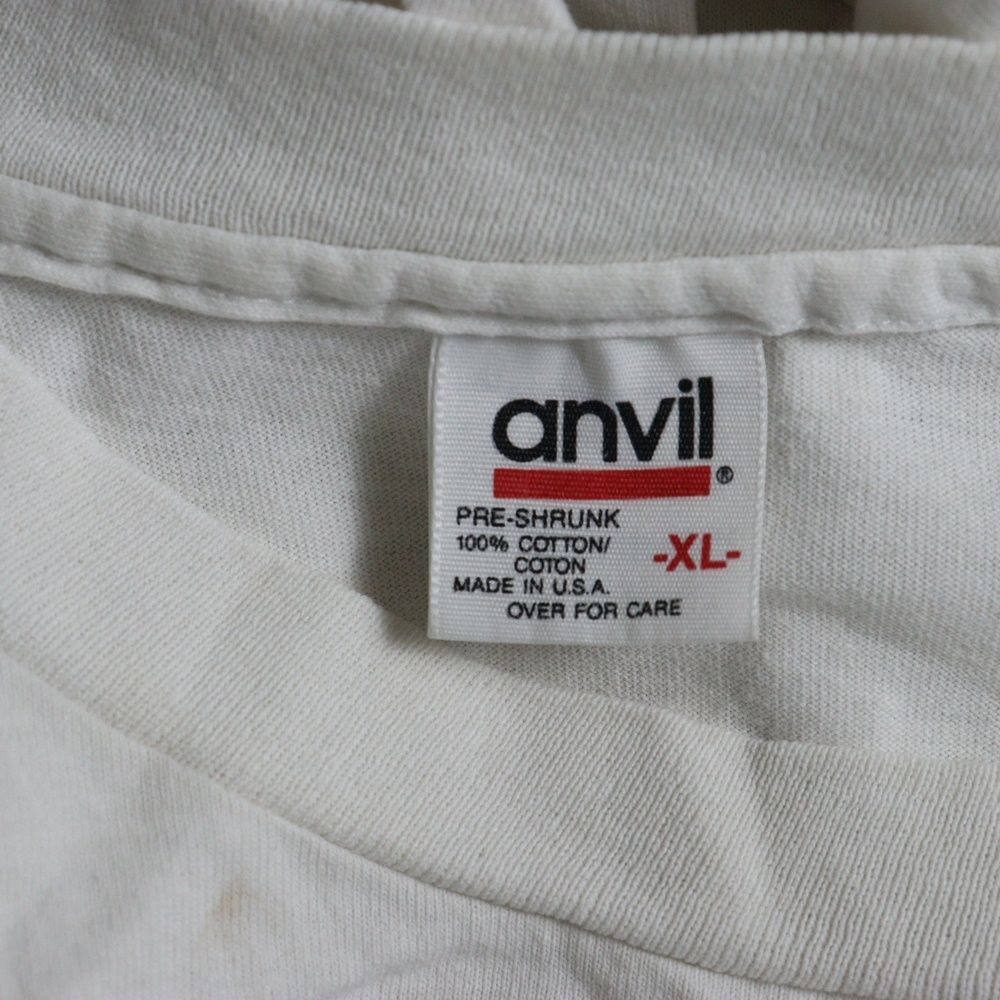 anvil®
PRE-SHRUNK
100% COTTON/
COTON
-XL-
MADE IN U.S.A.
OVER FOR CARE